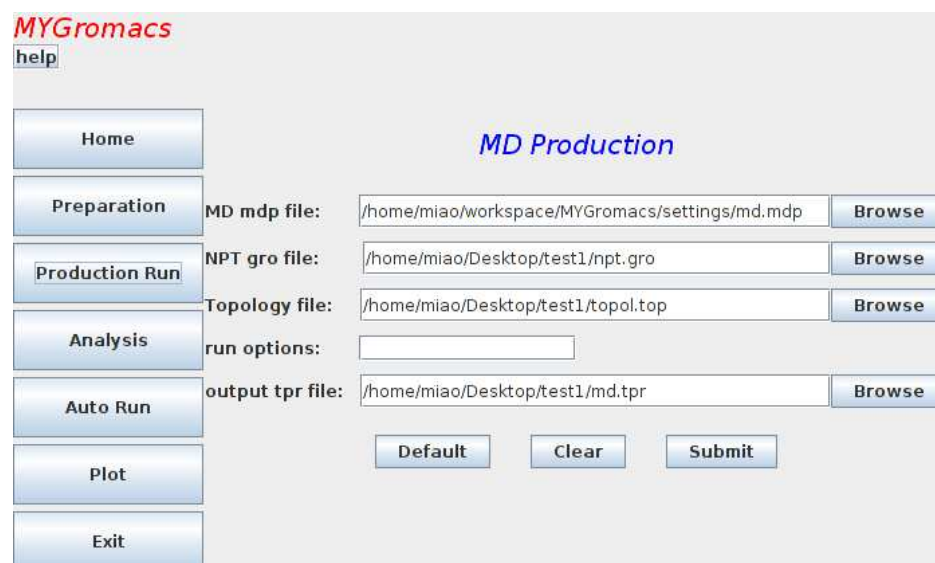 MYGromacs
help
Home
MD Production
Preparation
MD mdp file: /home/miao/workspace/MYGromacs/settings/md.mdp Browse
Production Run
NPT gro file: /home/miao/Desktop/test1/npt.gro Browse
Topology file: /home/miao/Desktop/test1/topol.top Browse
Analysis
run options:
Auto Run
output tpr file: /home/miao/Desktop/test1/md.tpr Browse
Default Clear Submit
Plot
Exit